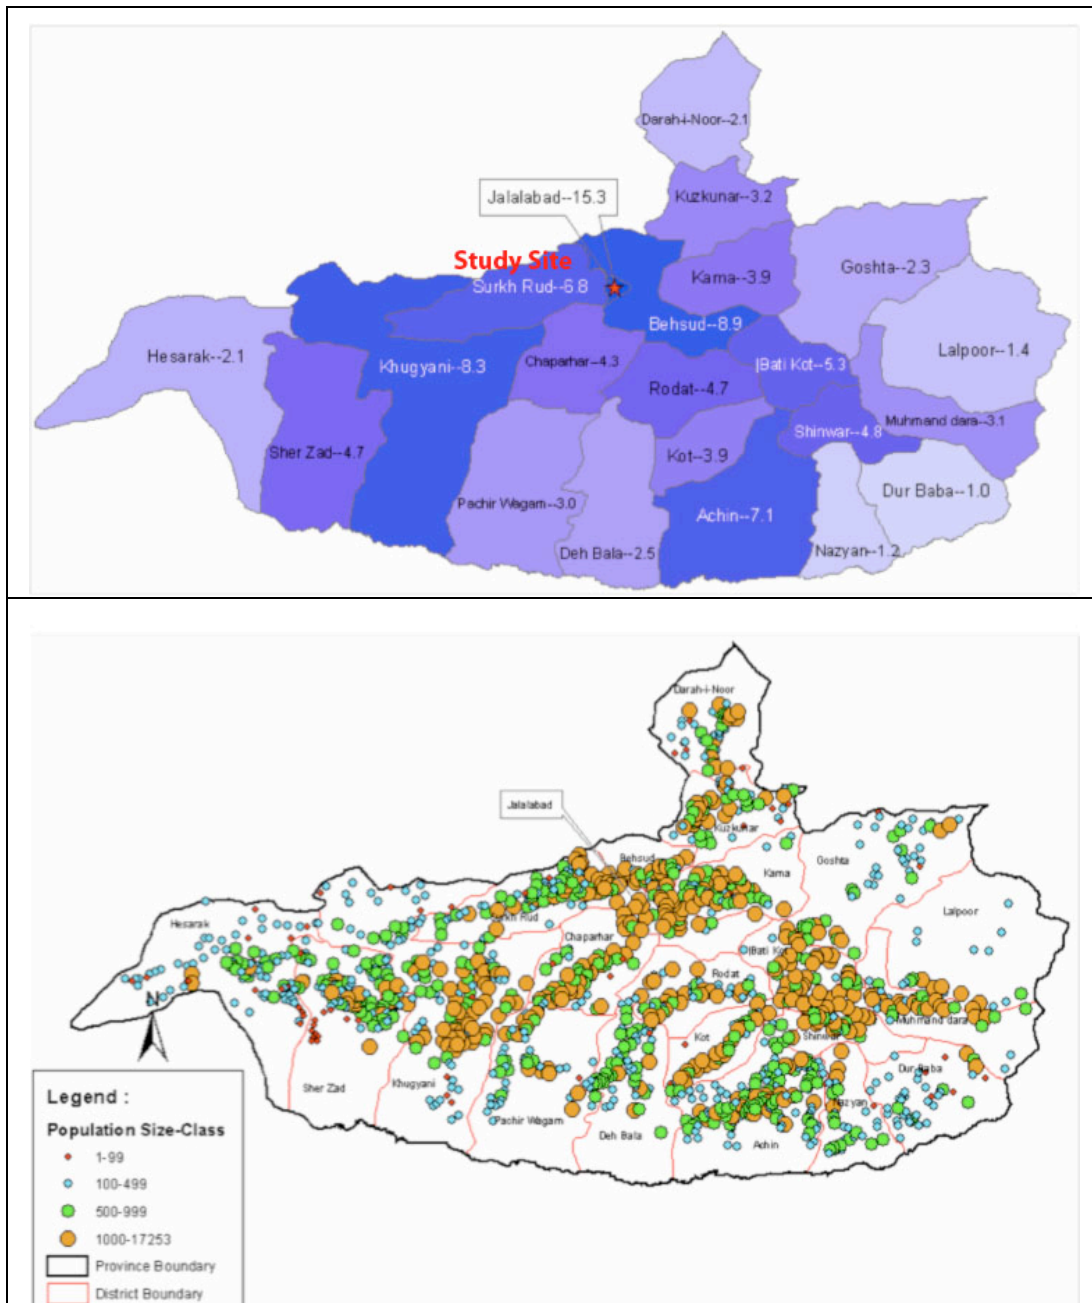 Darah-i-Noor--2.1
Jalalabad--15.3
Kuzkunar--3.2
Study Site
Goshta--2.3
Kama--3.9
Surkh Rud--6.8
Behsud--8.9
Lalpoor--1.4
Hesarak--2.1
Khugyani--8.3
Chaparhar--4.3
|Bati Kot--5.3
Rodat--4.7
Muhmand dara--3.1
Shinwar--4.8
Sher Zad--4.7
Kot--3.9
Dur Baba--1.0
Pachir Wagam--3.0
Achin--7.1
Deh Bala--2.5
Nazyan--1.2
Darah-i-Noor
Jalalabad
Kuzkunar
Behsud
Goshta
Kama
Lalpoor
Hesarak
Surkh Rud
Chaparhar
|Bati Kot
Rodat
N
Muhmand dara
Kot
Shinwar
Dur Baba
Sher Zad
Khugyani
Nazyan
Pachir Wagam
Deh Bala
Achin
Legend :
Population Size-Class
1-99
100-499
500-999
1000-17253
Province Boundary
District Boundary